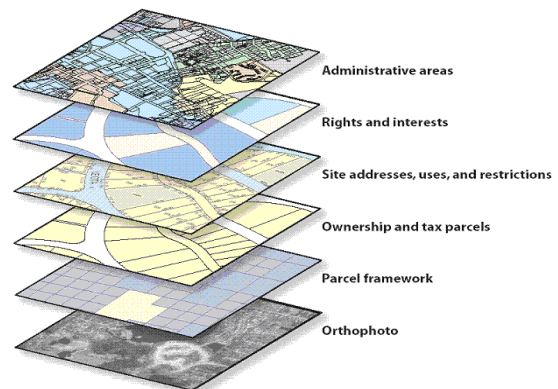 Administrative areas
Rights and interests
Site addresses, uses, and restrictions
Ownership and tax parcels
Parcel framework
Orthophoto